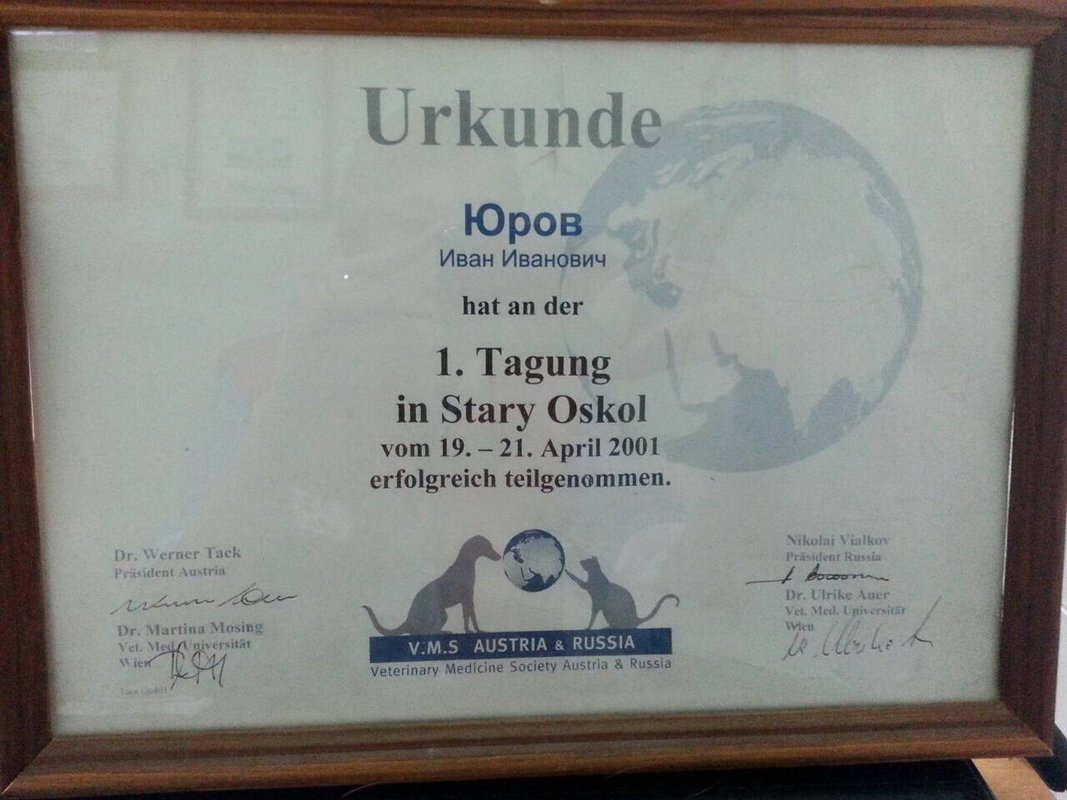 Urkunde
Юров
Иван Иванович
hat an der
1. Tagung
in Stary Oskol
vom 19. – 21. April 2001
erfolgreich teilgenommen.
Dr. Werner Tack
Präsident Austria
Dr. Martina Mosing
Vet. Med. Universität
Wien
Tack GmbH
V.M.S AUSTRIA & RUSSIA
Veterinary Medicine Society Austria & Russia
Nikolai Vialkov
Präsident Russia
Dr. Ulrike Auer
Vet. Med. Universität
Wien